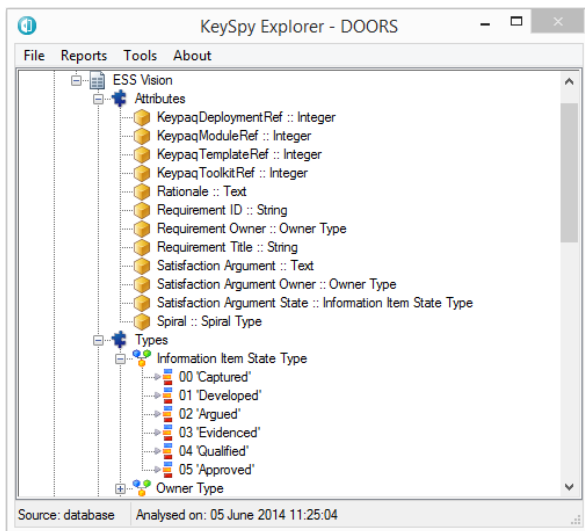 KeySpy Explorer - DOORS
File Reports Tools About
ESS Vision
Attributes
KeypaqDeploymentRef :: Integer
KeypaqModuleRef :: Integer
KeypaqTemplateRef :: Integer
KeypaqToolkitRef :: Integer
Rationale :: Text
Requirement ID :: String
Requirement Owner :: Owner Type
Requirement Title :: String
Satisfaction Argument :: Text
Satisfaction Argument Owner :: Owner Type
Satisfaction Argument State :: Information Item State Type
Spiral :: Spiral Type
Types
Information Item State Type
00 'Captured'
01 'Developed'
02 'Argued'
03 'Evidenced'
04 'Qualified'
05 'Approved'
Owner Type
Source: database Analysed on: 05 June 2014 11:25:04